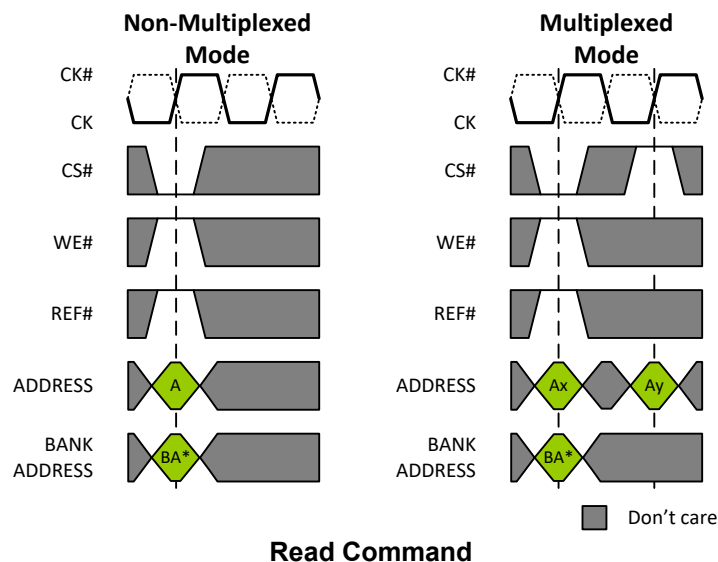 Non-Multiplexed
Mode
Multiplexed
Mode
CK#
CK
CS#
WE#
REF#
ADDRESS
A
BANK
ADDRESS
BA*
CK#
CK
CS#
WE#
REF#
ADDRESS
Ax
Ay
BANK
ADDRESS
BA*
Don't care
Read Command